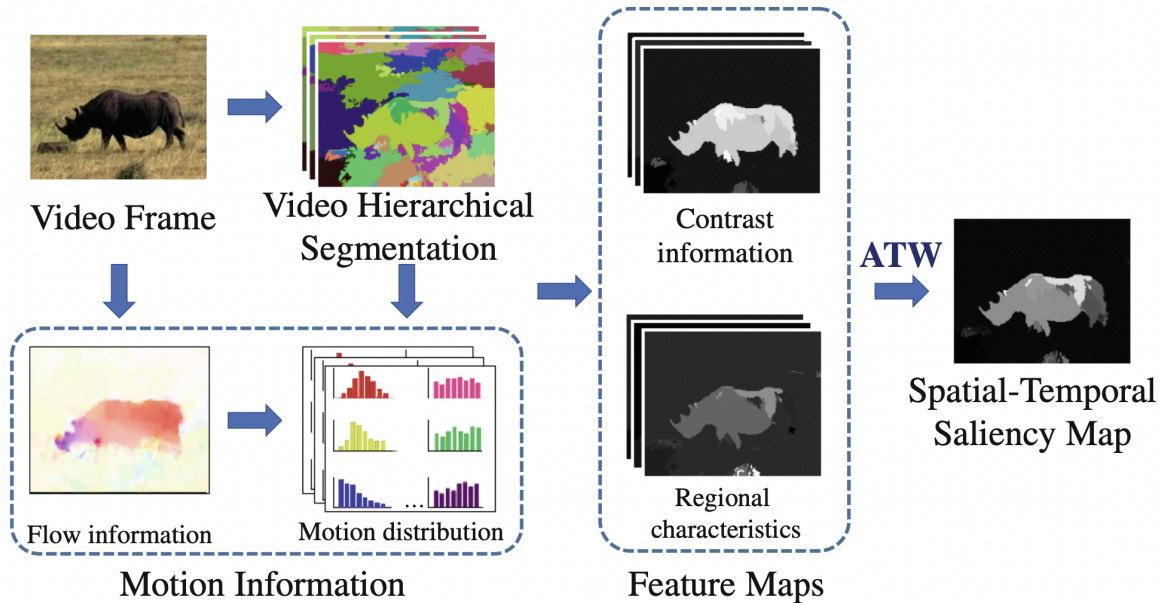 Video Frame
Video Hierarchical
Segmentation
Flow information
Motion distribution
...
Motion Information
Contrast
information
Regional
characteristics
Feature Maps
ATW
Spatial-Temporal
Saliency Map